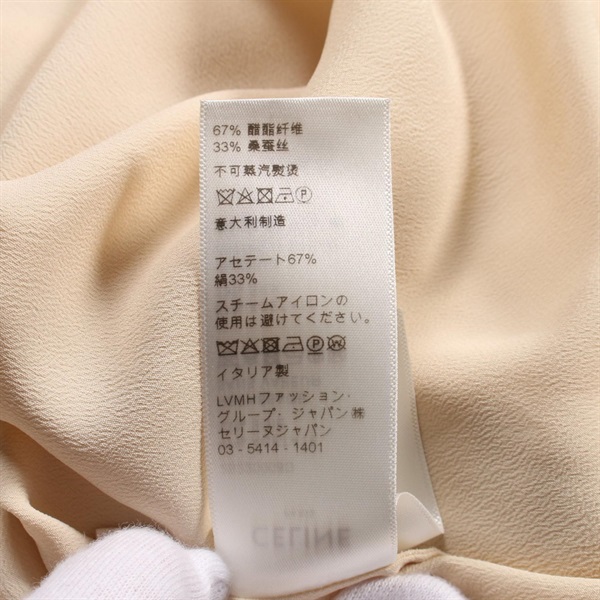 67% 醋酯纤维
33% 桑蚕丝
不可蒸汽熨烫
意大利制造
アセテート67%
絹33%
スチームアイロンの
使用は避けてください。
イタリア製
LVMHファッション・
グループ・ジャパン㈱
セリーヌジャパン
03 - 5414 - 1401
CELINE